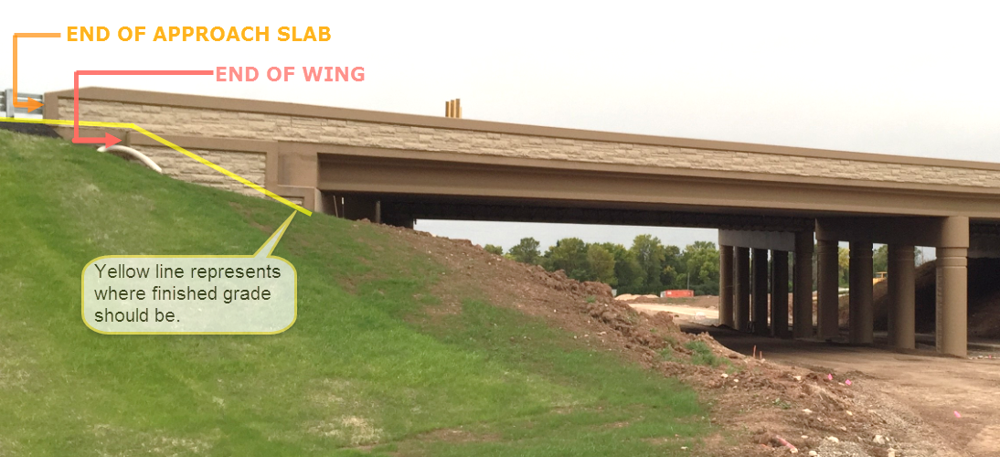 END OF APPROACH SLAB
END OF WING
Yellow line represents
where finished grade
should be.